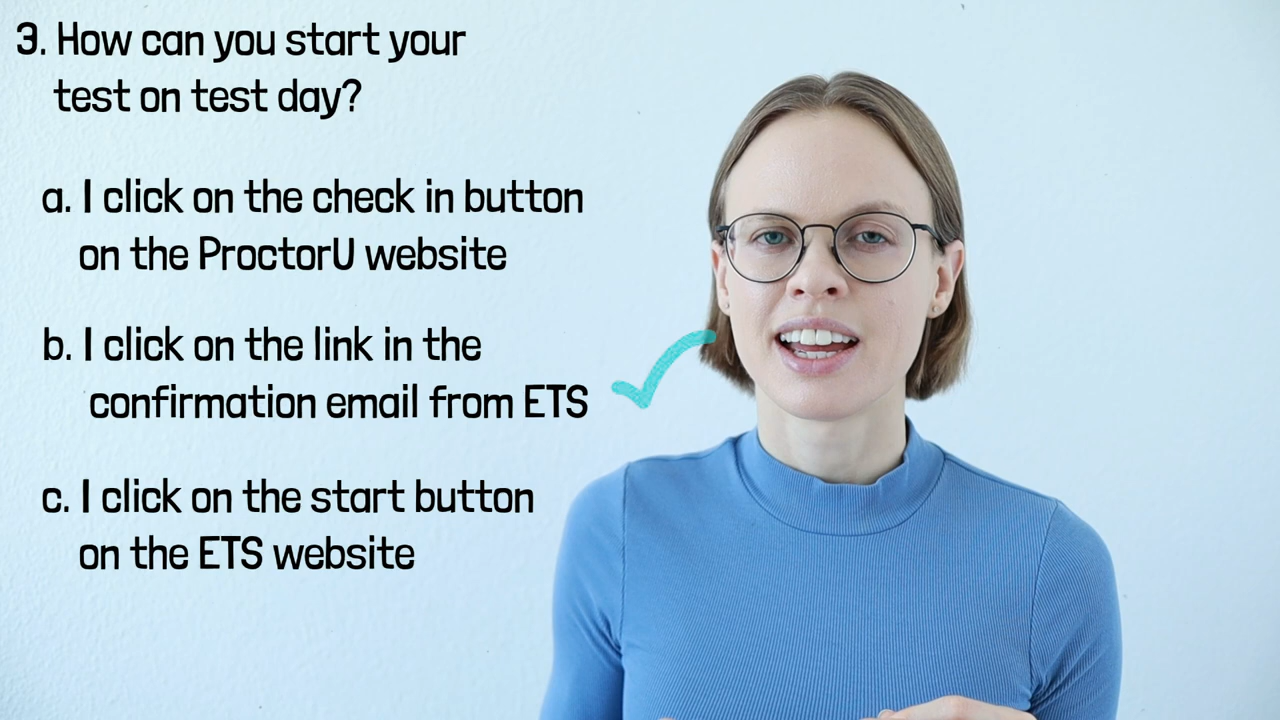 3. How can you start your
test on test day?
a. I click on the check in button
on the ProctorU website
b. I click on the link in the
confirmation email from ETS
c. I click on the start button
on the ETS website